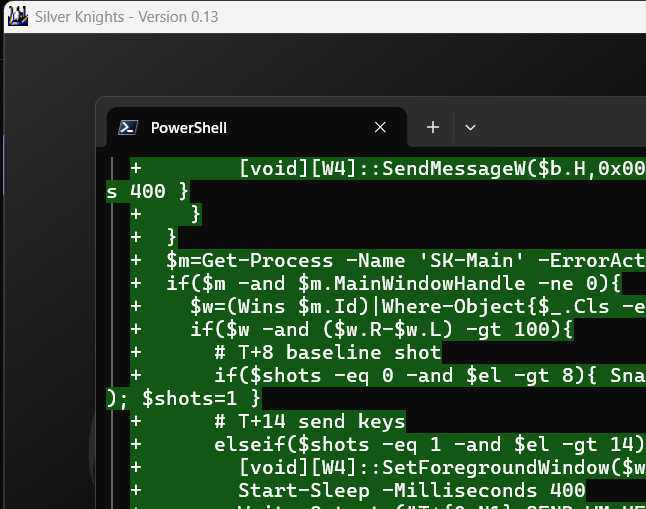 Silver Knights - Version 0.13
PowerShell
+        [void][W4]::SendMessageW($b.H,0x00
s 400 }
+    }
+  }
+  $m=Get-Process -Name 'SK-Main' -ErrorAct
+  if($m -and $m.MainWindowHandle -ne 0){
+    $w=(Wins $m.Id)|Where-Object{$_.Cls -e
+    if($w -and ($w.R-$w.L) -gt 100){
+      # T+8 baseline shot
+      if($shots -eq 0 -and $el -gt 8){ Sna
); $shots=1 }
+      # T+14 send keys
+      elseif($shots -eq 1 -and $el -gt 14)
+        [void][W4]::SetForegroundWindow($w
+        Start-Sleep -Milliseconds 400